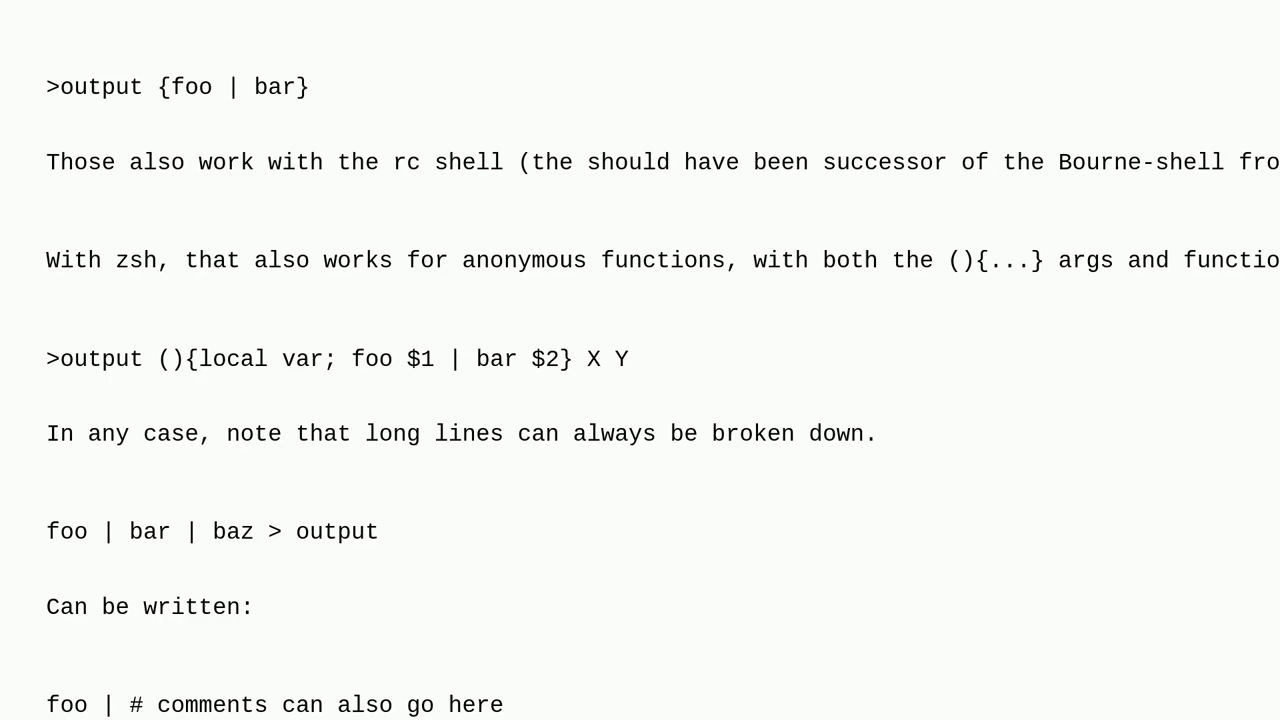 >output {foo | bar}
Those also work with the rc shell (the should have been successor of the Bourne-shell fro
With zsh, that also works for anonymous functions, with both the (){...} args and functio
>output (){local var; foo $1 | bar $2} X Y
In any case, note that long lines can always be broken down.
foo | bar | baz > output
Can be written:
foo | # comments can also go here